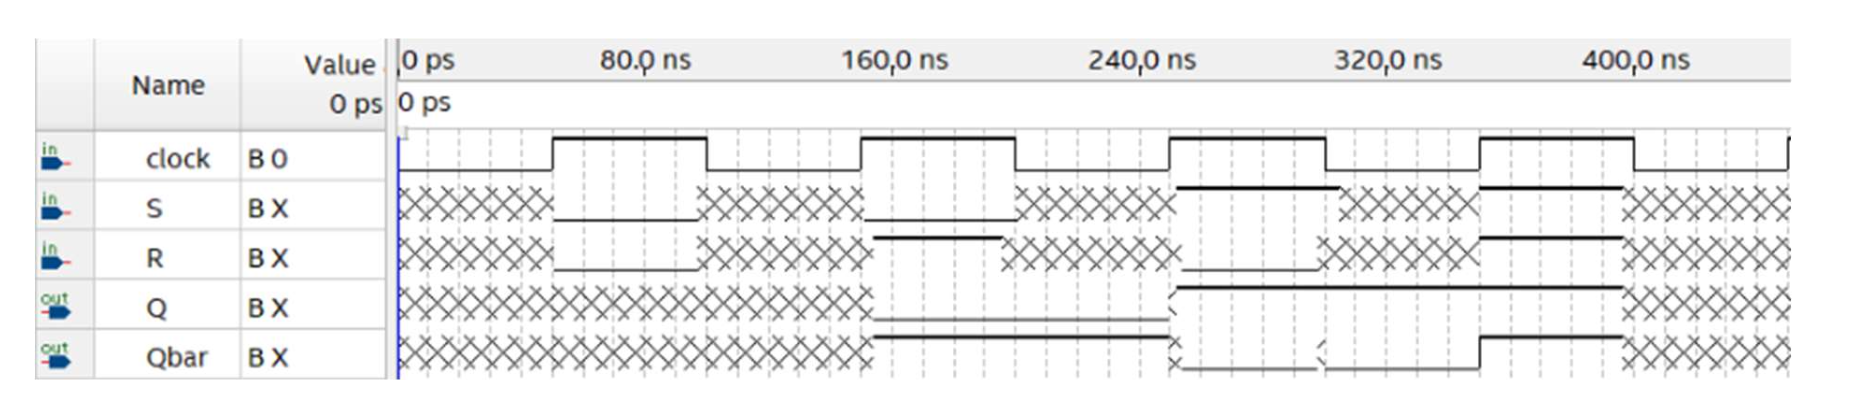 Name
Value
0 ps
0 ps 80.0 ns 160.0 ns 240.0 ns 320.0 ns 400.0 ns
0 ps
in clock B 0
in S B X
in R B X
out Q B X
out Qbar B X